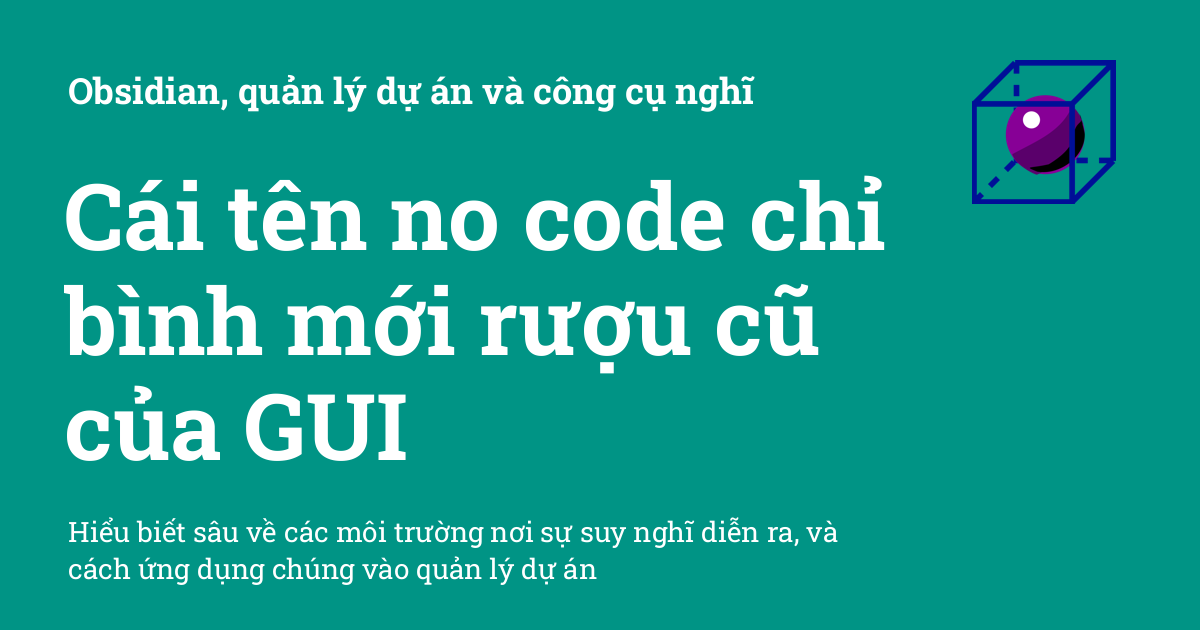 Obsidian, quản lý dự án và công cụ nghĩ
Cái tên no code chỉ
bình mới rượu cũ
của GUI
Hiểu biết sâu về các môi trường nơi sự suy nghĩ diễn ra, và
cách ứng dụng chúng vào quản lý dự án